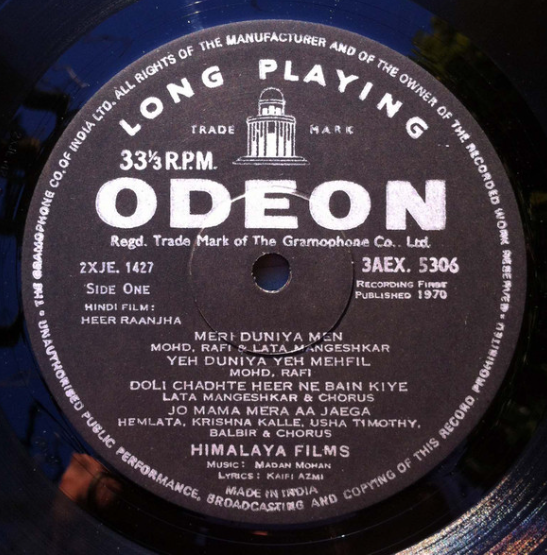 THE GRAMOPHONE CO. OF INDIA LTD. ALL RIGHTS OF THE MANUFACTURER AND OF THE OWNER OF THE RECORDED WORK RESERVED
UNAUTHORISED PUBLIC PERFORMANCE, BROADCASTING AND COPYING OF THIS RECORD PROHIBITED
LONG PLAYING
TRADE MARK
33⅓ R.P.M.
ODEON
Regd. Trade Mark of The Gramophone Co., Ltd.
2XJE. 1427
3AEX. 5306
SIDE ONE
RECORDING FIRST
PUBLISHED 1970
HINDI FILM:
HEER RAANJHA
MERI DUNIYA MEN
MOHD, RAFI & LATA MANGESHKAR
YEH DUNIYA YEH MEHFIL
MOHD, RAFI
DOLI CHADHTE HEER NE BAIN KIYE
LATA MANGESHKAR & CHORUS
JO MAMA MERA AA JAEGA
HEMLATA, KRISHNA KALLE, USHA TIMOTHY,
BALBIR & CHORUS
HIMALAYA FILMS
MUSIC: MADAN MOHAN
LYRICS: KAIFI AZMI
MADE IN INDIA